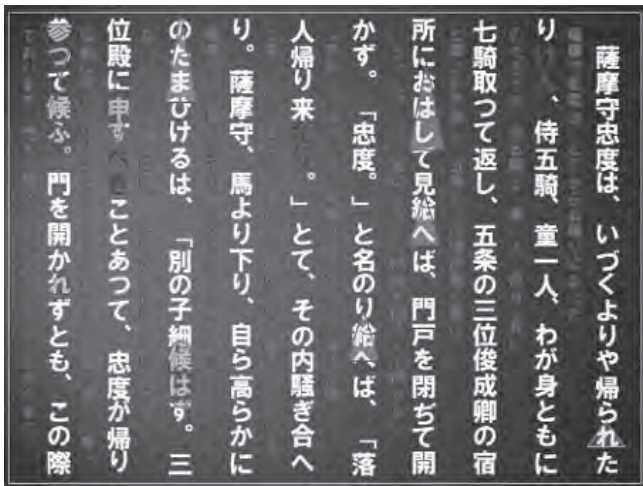 薩摩守忠度は、いづくよりや帰られた
り、侍五騎、童一人、わが身ともに
七騎取つて返し、五条の三位俊成卿の宿
所におはして見給へば、門戸を閉ぢて開
かず。「忠度。」と名のり給へば、「落
人帰り来。」とて、その内騒ぎ合へ
り。薩摩守、馬より下り、自ら高らかに
のたまひけるは、「別の子細候はず。三
位殿に申すべきことあつて、忠度が帰り
参つて候ふ。門を開かれずとも、この際